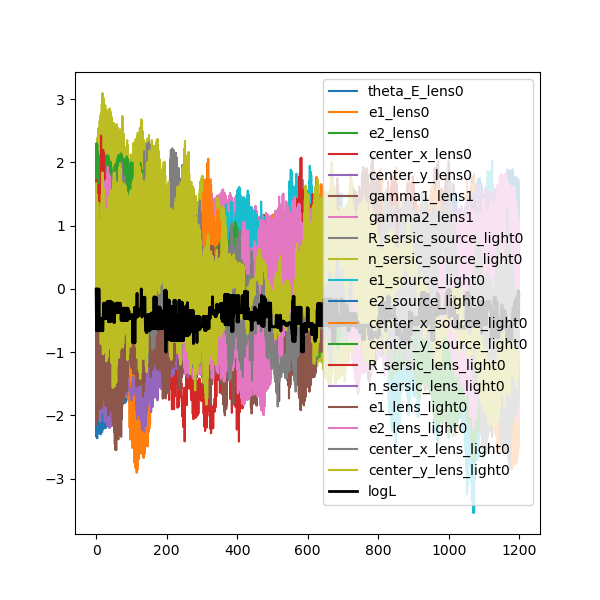 3
2
1
0
−1
−2
−3
0
200
400
600
800
1000
1200
theta_E_lens0
e1_lens0
e2_lens0
center_x_lens0
center_y_lens0
gamma1_lens1
gamma2_lens1
R_sersic_source_light0
n_sersic_source_light0
e1_source_light0
e2_source_light0
center_x_source_light0
center_y_source_light0
R_sersic_lens_light0
n_sersic_lens_light0
e1_lens_light0
e2_lens_light0
center_x_lens_light0
center_y_lens_light0
logL